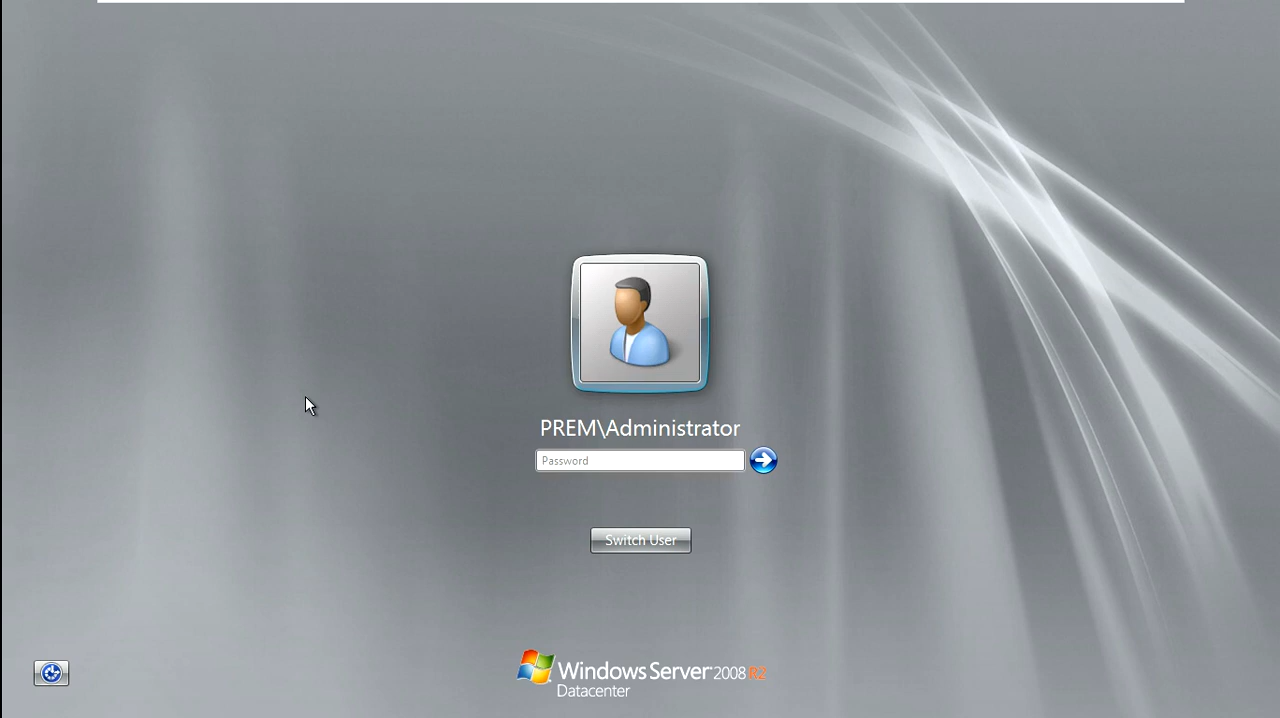 PREM\Administrator
Password
Switch User
Windows Server 2008 R2
Datacenter